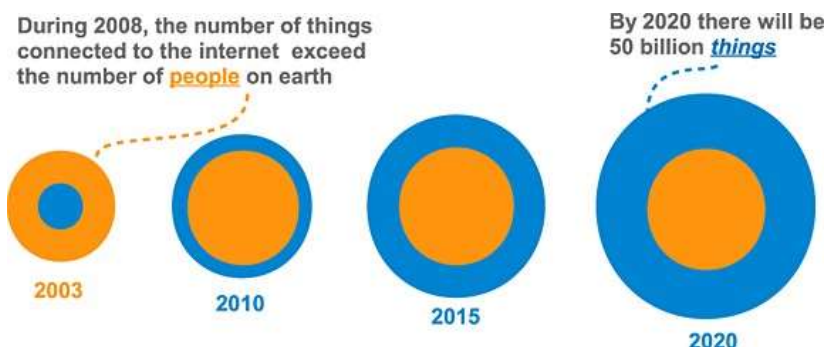 During 2008, the number of things
connected to the internet exceed
the number of people on earth
By 2020 there will be
50 billion things
2003
2010
2015
2020